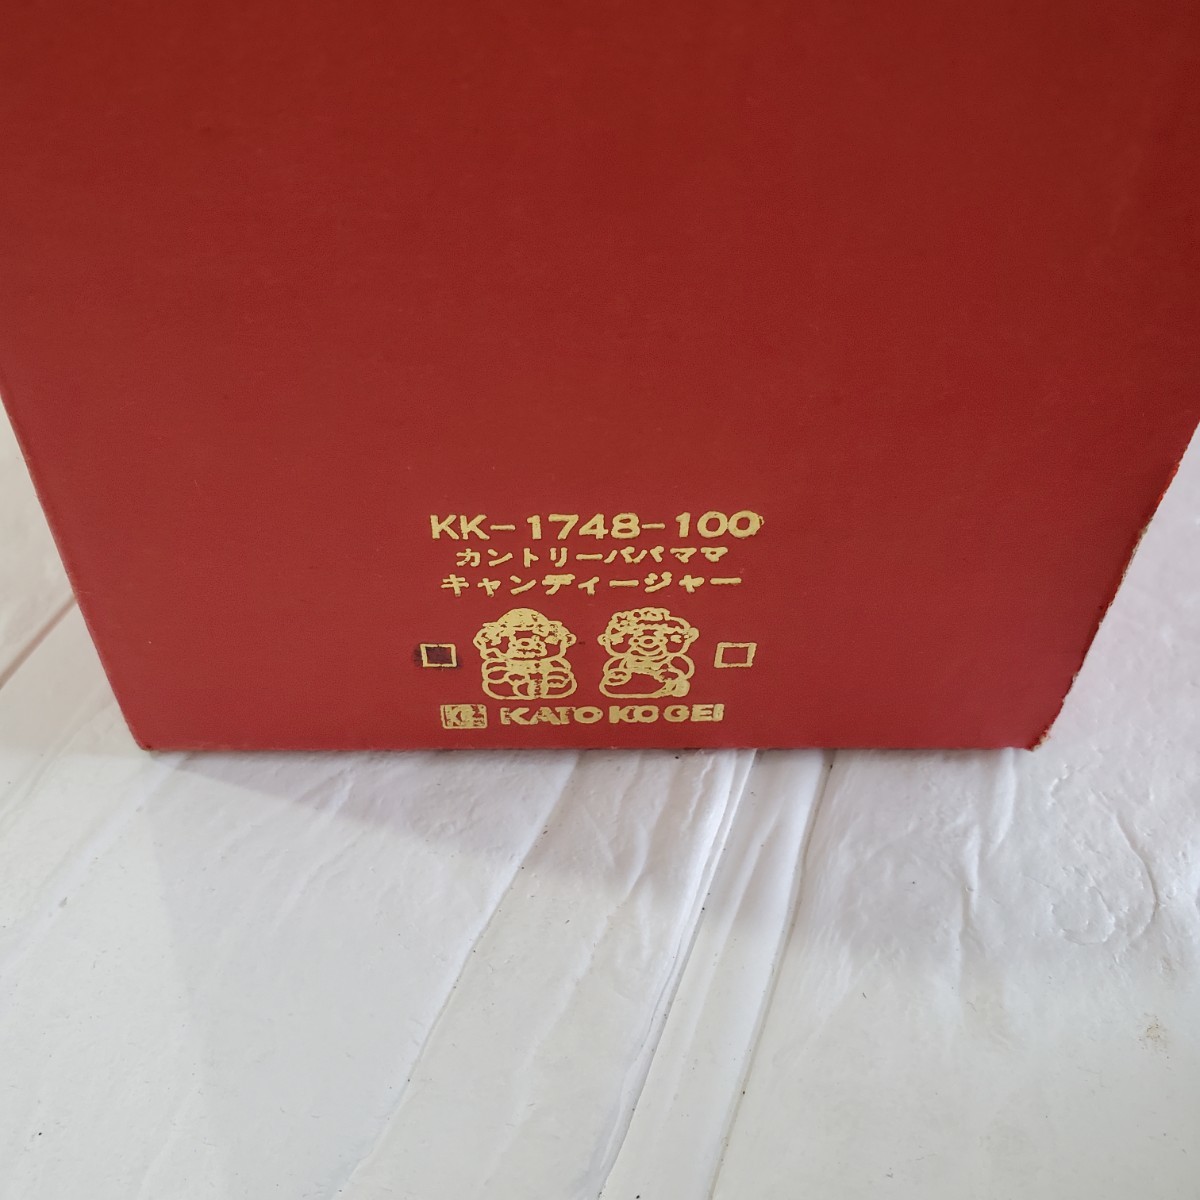 KK-1748-100
カントリーパパママ
キャンディージャー
KATO KOGEI